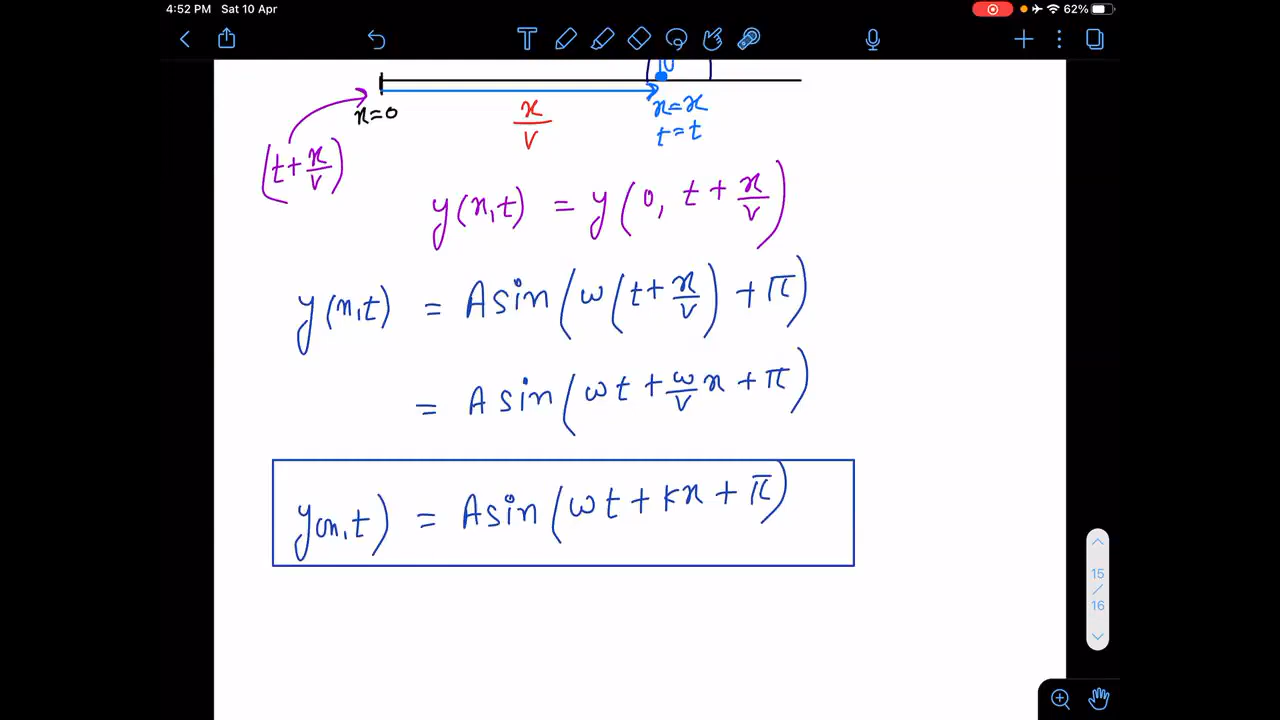 4:52 PM Sat 10 Apr
62%
x=0
x/v
x=x
t=t
(t+x/v)
y(x,t) = y(0, t+x/v)
y(x,t) = A sin(ω(t+x/v)+π)
= A sin(ωt+ω/v x+π)
y(x,t) = A sin(ωt+kx+π)
15
/
16